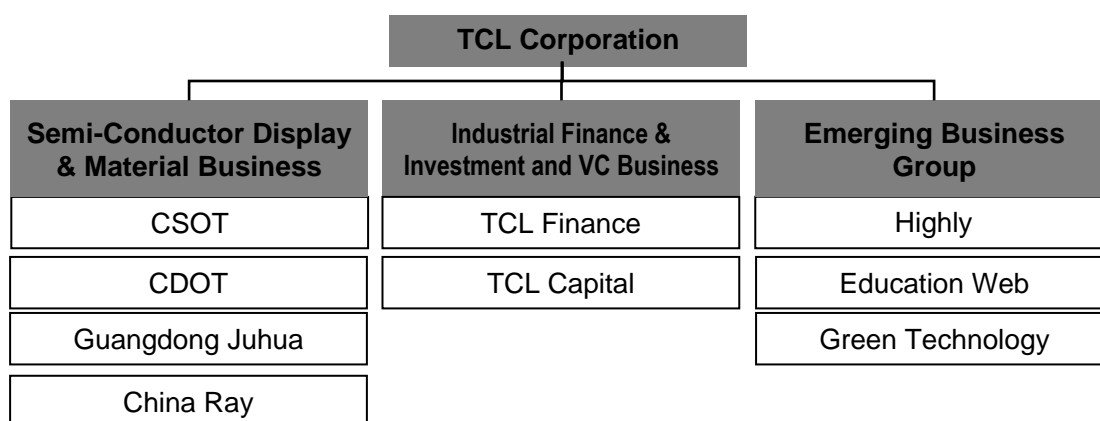 TCL Corporation
Semi-Conductor Display
& Material Business
CSOT
CDOT
Guangdong Juhua
China Ray
Industrial Finance &
Investment and VC Business
TCL Finance
TCL Capital
Emerging Business
Group
Highly
Education Web
Green Technology